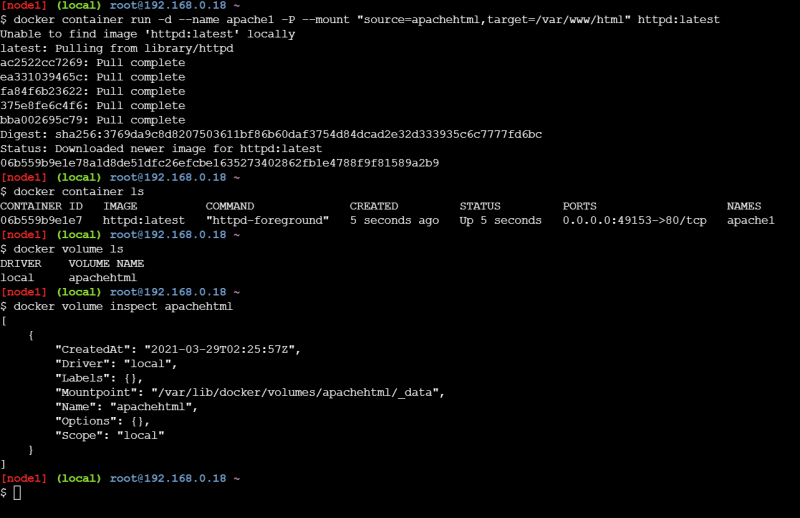 [node1] (local) root@192.168.0.18 ~
$ docker container run -d --name apache1 -P --mount "source=apachehtml,target=/var/www/html" httpd:latest
Unable to find image 'httpd:latest' locally
latest: Pulling from library/httpd
ac2522cc7269: Pull complete
ea331039465c: Pull complete
fa84f6b23622: Pull complete
375e8fe6c4f6: Pull complete
bba002695c79: Pull complete
Digest: sha256:3769da9c8d8207503611bf86b60daf3754d84dcad2e32d333935c6c7777fd6bc
Status: Downloaded newer image for httpd:latest
06b559b9e1e78a1d8de51dfc26efcbe1635273402862fb1e4788f9f81589a2b9
[node1] (local) root@192.168.0.18 ~
$ docker container ls
CONTAINER ID   IMAGE          COMMAND              CREATED         STATUS         PORTS                   NAMES
06b559b9e1e7   httpd:latest   "httpd-foreground"   5 seconds ago   Up 5 seconds   0.0.0.0:49153->80/tcp   apache1
[node1] (local) root@192.168.0.18 ~
$ docker volume ls
DRIVER    VOLUME NAME
local     apachehtml
[node1] (local) root@192.168.0.18 ~
$ docker volume inspect apachehtml
[
    {
        "CreatedAt": "2021-03-29T02:25:57Z",
        "Driver": "local",
        "Labels": {},
        "Mountpoint": "/var/lib/docker/volumes/apachehtml/_data",
        "Name": "apachehtml",
        "Options": {},
        "Scope": "local"
    }
]
[node1] (local) root@192.168.0.18 ~
$